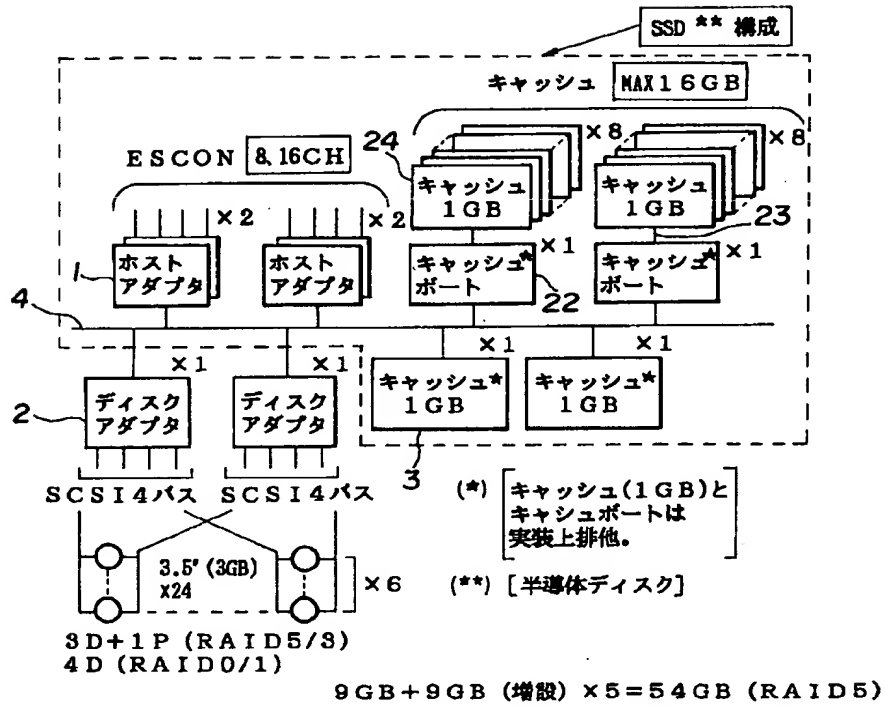 SSD ** 構成
キャッシュ MAX16GB
ESCON 8,16CH
24
×8
×8
キャッシュ
1GB
キャッシュ
1GB
23
×2
×2
×1
×1
1
ホスト
アダプタ
ホスト
アダプタ
キャッシュ*
ポート
22
キャッシュ*
ポート
4
×1
×1
×1
×1
2
ディスク
アダプタ
ディスク
アダプタ
キャッシュ*
1GB
キャッシュ*
1GB
3
SCSI4パス
SCSI4パス
(*) [キャッシュ(1GB)と
キャシュポートは
実装上排他。]
3.5" (3GB)
×24
×6
(**) [半導体ディスク]
3D+1P (RAID5/3)
4D (RAID0/1)
9GB+9GB (増設) ×5=54GB (RAID5)